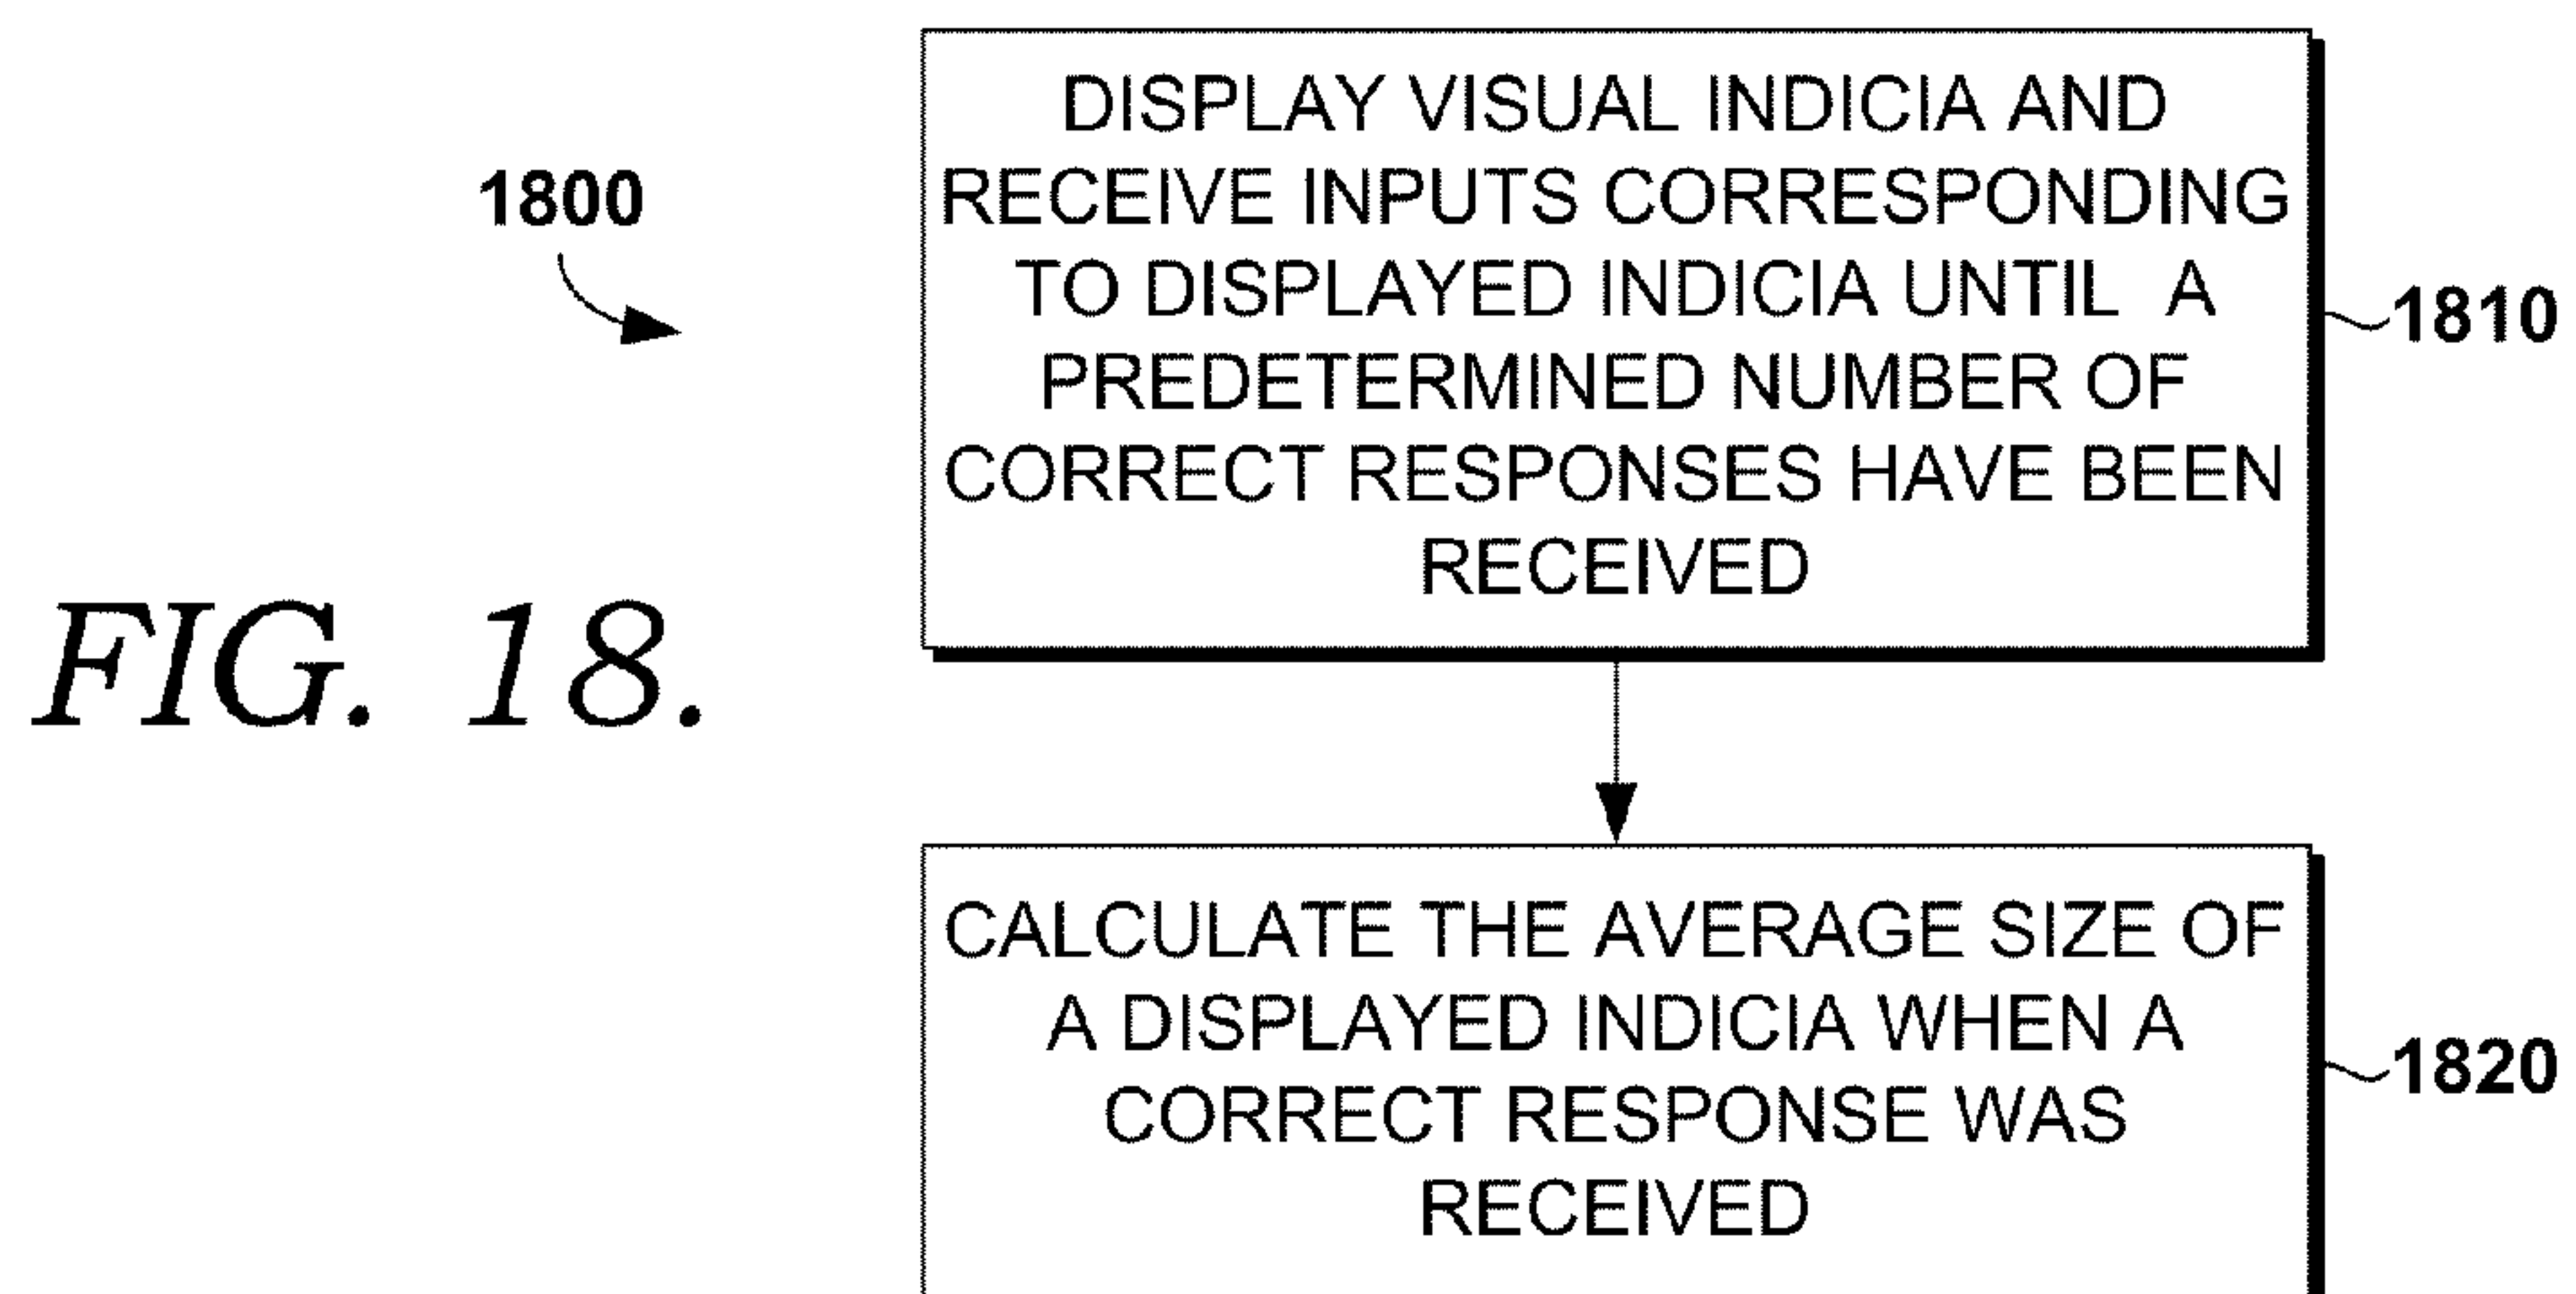 DISPLAY VISUAL INDICIA AND
RECEIVE INPUTS CORRESPONDING
TO DISPLAYED INDICIA UNTIL A
PREDETERMINED NUMBER OF
CORRECT RESPONSES HAVE BEEN
RECEIVED
1800
1810
FIG. 18.
CALCULATE THE AVERAGE SIZE OF
A DISPLAYED INDICIA WHEN A
CORRECT RESPONSE WAS
RECEIVED
1820